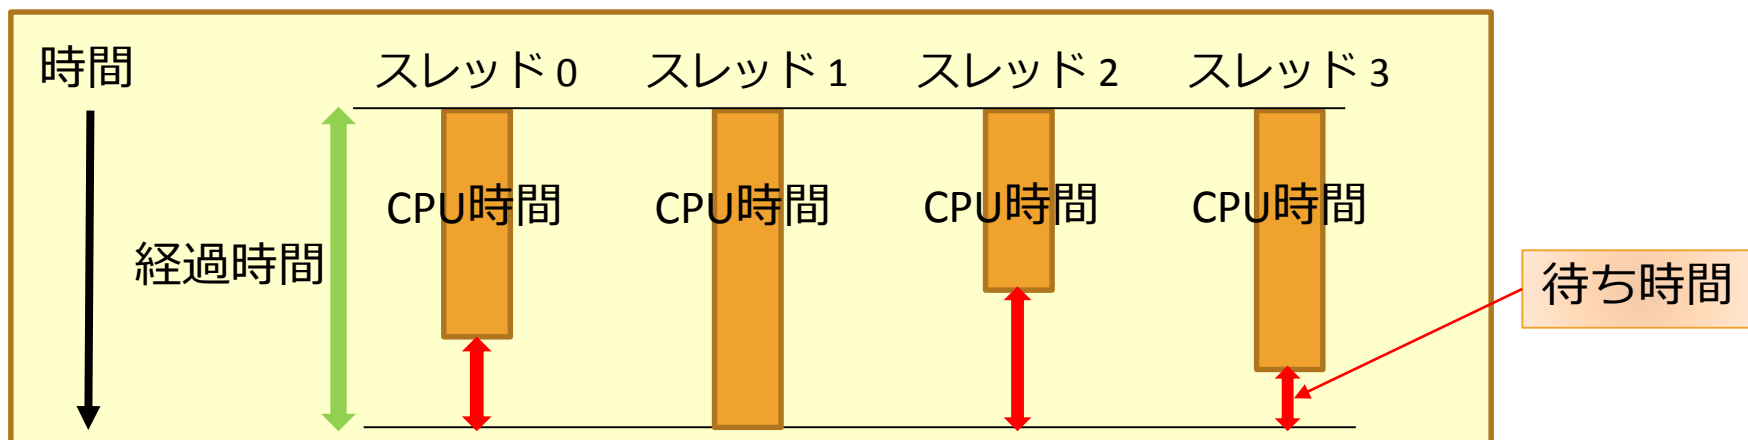 時間
スレッド 0
スレッド 1
スレッド 2
スレッド 3
CPU時間
CPU時間
CPU時間
CPU時間
経過時間
待ち時間